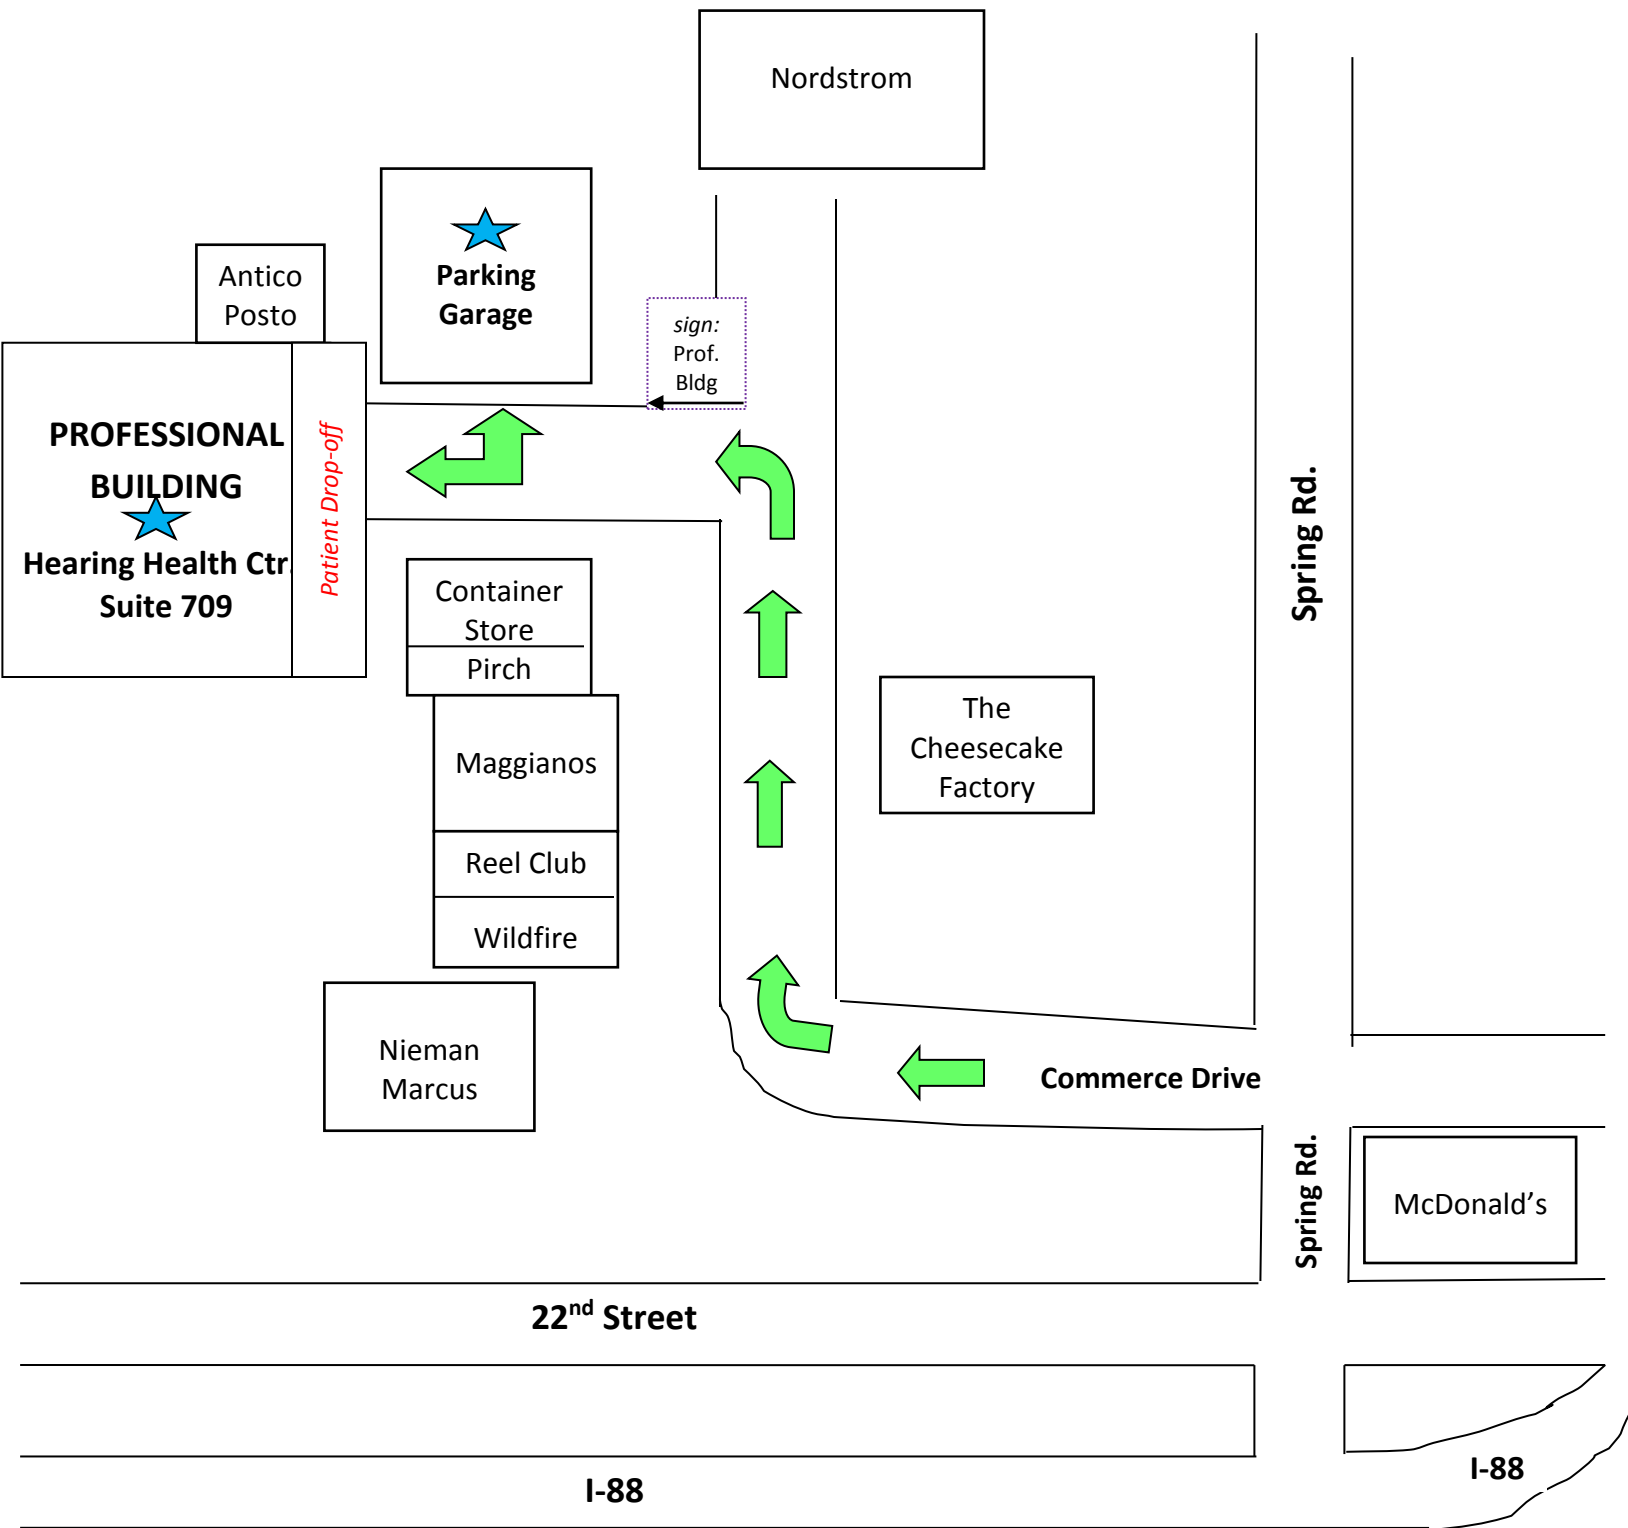 Nordstrom
Parking
Garage
Antico
Posto
sign:
Prof.
Bldg
PROFESSIONAL
BUILDING
Hearing Health Ctr.
Suite 709
Patient Drop-off
Spring Rd.
Container
Store
Pirch
The
Cheesecake
Factory
Maggianos
Reel Club
Wildfire
Nieman
Marcus
Commerce Drive
Spring Rd.
McDonald’s
22nd Street
I-88
I-88